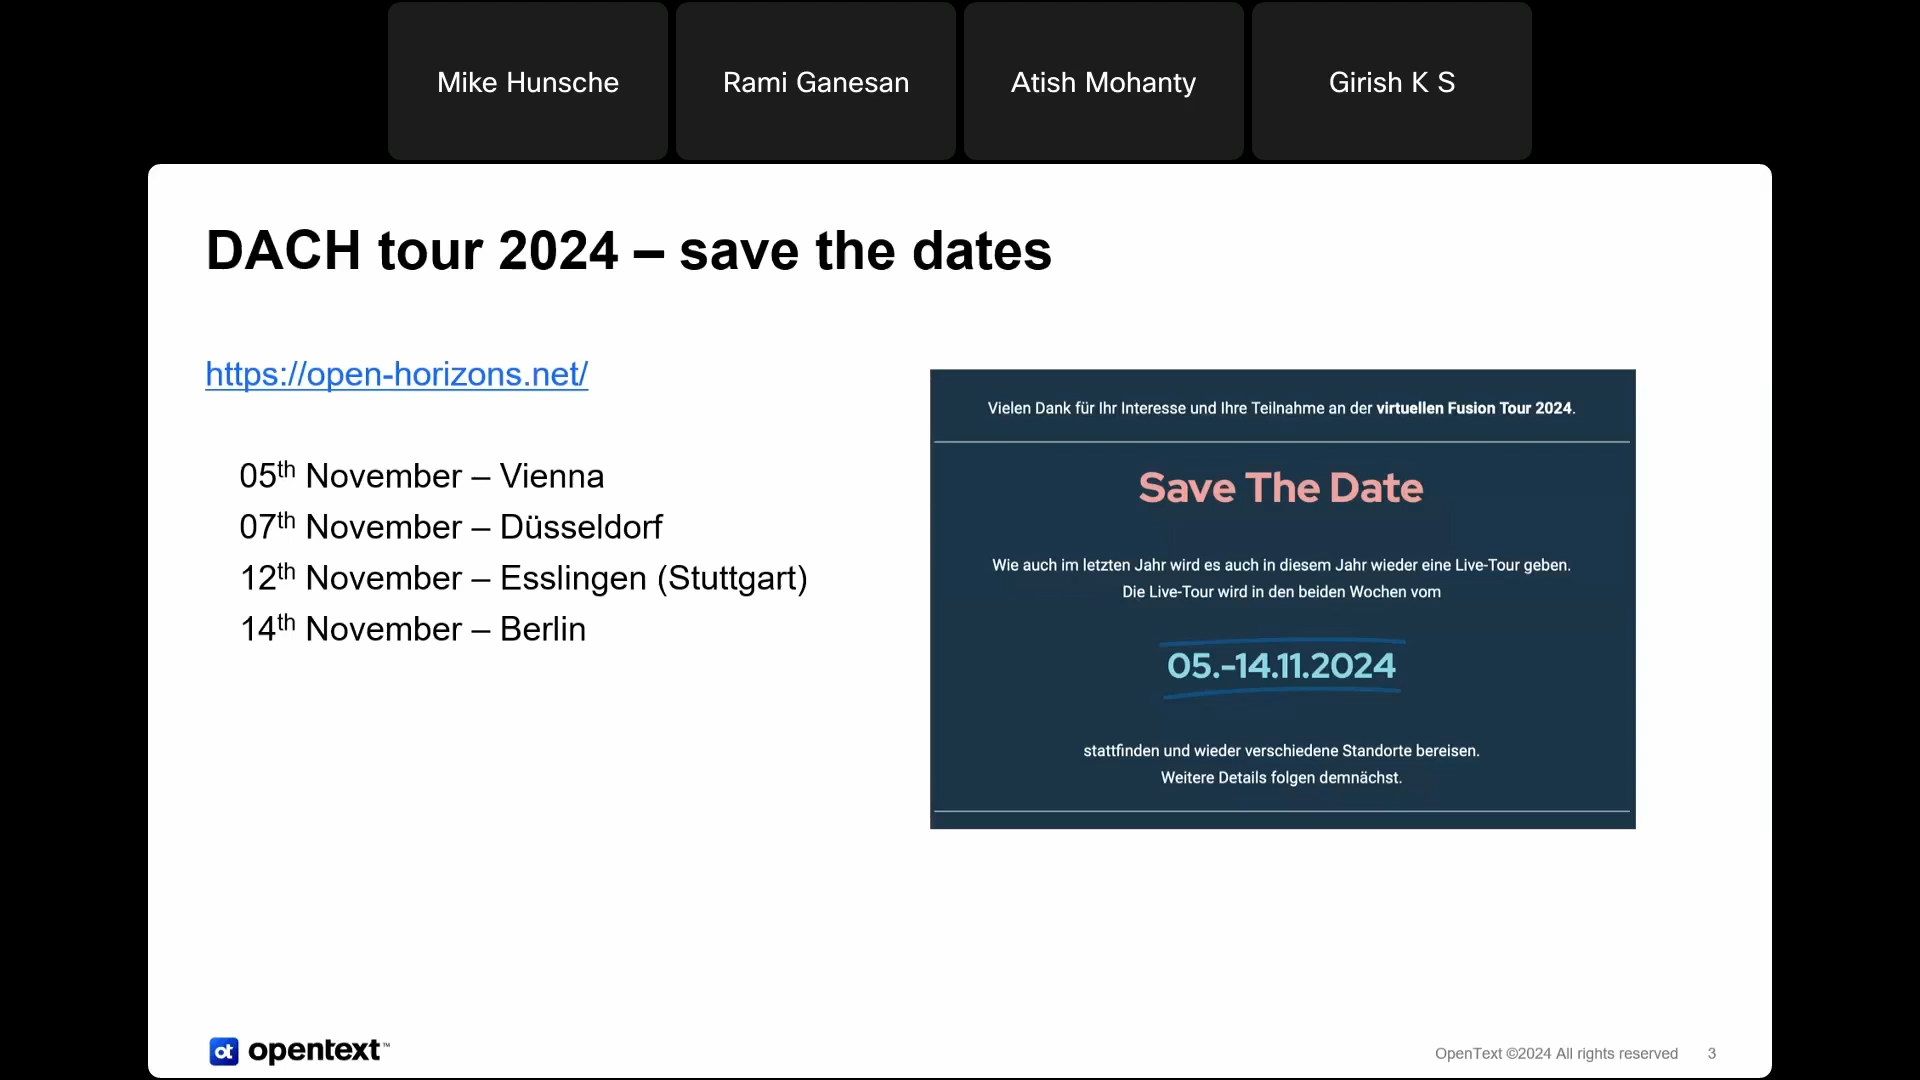 Mike Hunsche
Rami Ganesan
Atish Mohanty
Girish K S
DACH tour 2024 – save the dates
https://open-horizons.net/
05th November – Vienna
07th November – Düsseldorf
12th November – Esslingen (Stuttgart)
14th November – Berlin
Vielen Dank für Ihr Interesse und Ihre Teilnahme an der virtuellen Fusion Tour 2024.
Save The Date
Wie auch im letzten Jahr wird es auch in diesem Jahr wieder eine Live-Tour geben.
Die Live-Tour wird in den beiden Wochen vom
05.-14.11.2024
stattfinden und wieder verschiedene Standorte bereisen.
Weitere Details folgen demnächst.
ot opentext™
OpenText ©2024 All rights reserved 3